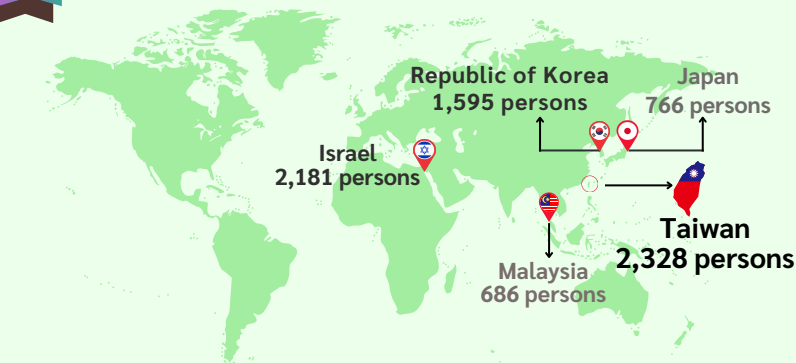 Republic of Korea
1,595 persons
Japan
766 persons
Israel
2,181 persons
Taiwan
2,328 persons
Malaysia
686 persons